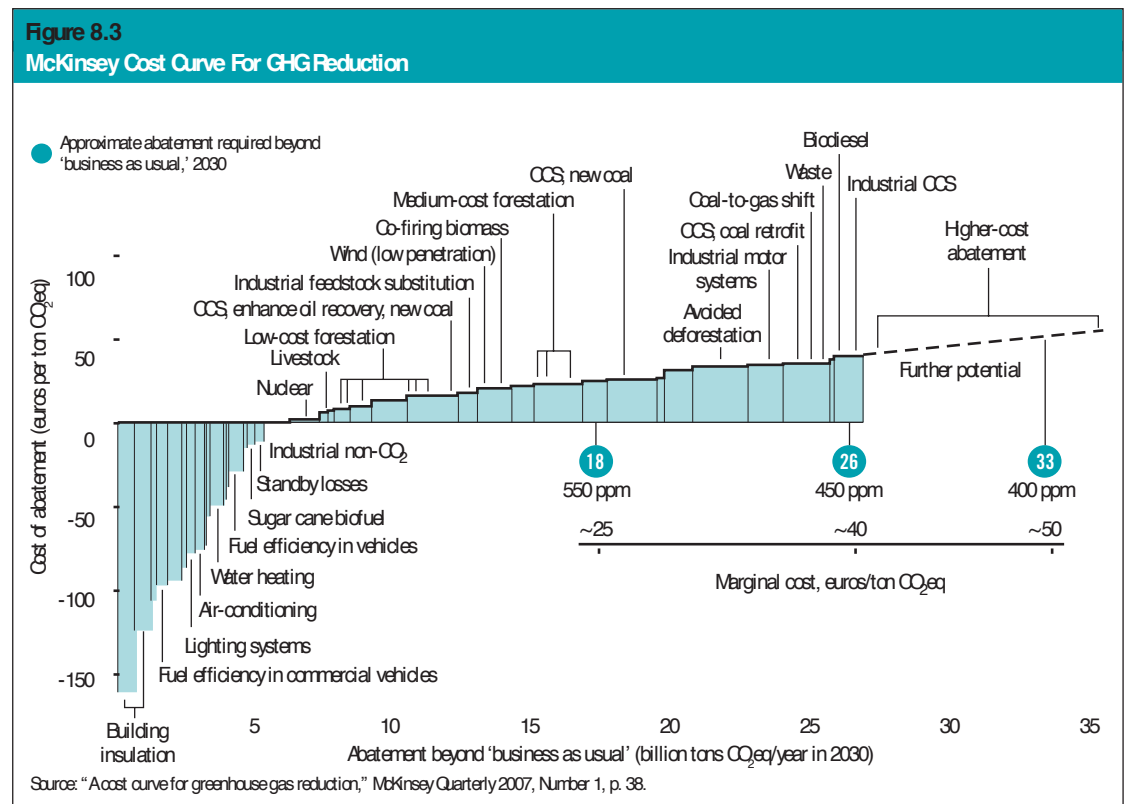 Figure 8.3
McKinsey Cost Curve For GHG Reduction
Approximate abatement required beyond
'business as usual,' 2030
Biodiesel
Waste
CCS, new coal
Industrial CCS
Medium-cost forestation
Coal-to-gas shift
Co-firing biomass
CCS, coal retrofit
Higher-cost
abatement
Wind (low penetration)
Industrial motor
systems
Industrial feedstock substitution
CCS, enhance oil recovery, new coal
Avoided
deforestation
Low-cost forestation
Livestock
Nuclear
Further potential
Cost of abatement (euros per ton CO2eq)
100
50
0
-50
-100
-150
Industrial non-CO2
Standby losses
Sugar cane biofuel
Fuel efficiency in vehicles
Water heating
Air-conditioning
Lighting systems
Fuel efficiency in commercial vehicles
Building
insulation
18 26 33
550 ppm 450 ppm 400 ppm
~25 ~40 ~50
Marginal cost, euros/ton CO2eq
5 10 15 20 25 30 35
Abatement beyond 'business as usual' (billion tons CO2eq/year in 2030)
Source: "A cost curve for greenhouse gas reduction," McKinsey Quarterly 2007, Number 1, p. 38.